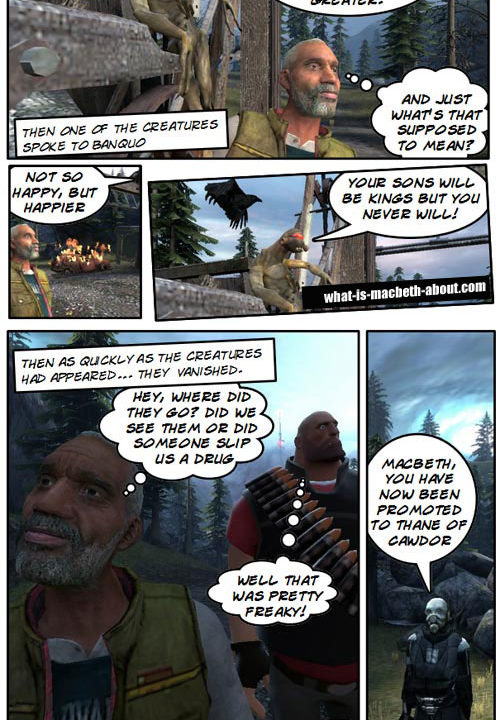 GREATER!
AND JUST
WHAT'S THAT
SUPPOSED
TO MEAN?
THEN ONE OF THE CREATURES
SPOKE TO BANQUO
NOT SO
HAPPY, BUT
HAPPIER
YOUR SONS WILL
BE KINGS BUT YOU
NEVER WILL!
what-is-macbeth-about.com
THEN AS QUICKLY AS THE CREATURES
HAD APPEARED... THEY VANISHED.
HEY, WHERE DID
THEY GO? DID WE
SEE THEM OR DID
SOMEONE SLIP
US A DRUG
WELL THAT
WAS PRETTY
FREAKY!
MACBETH,
YOU HAVE
NOW BEEN
PROMOTED
TO THANE OF
CAWDOR